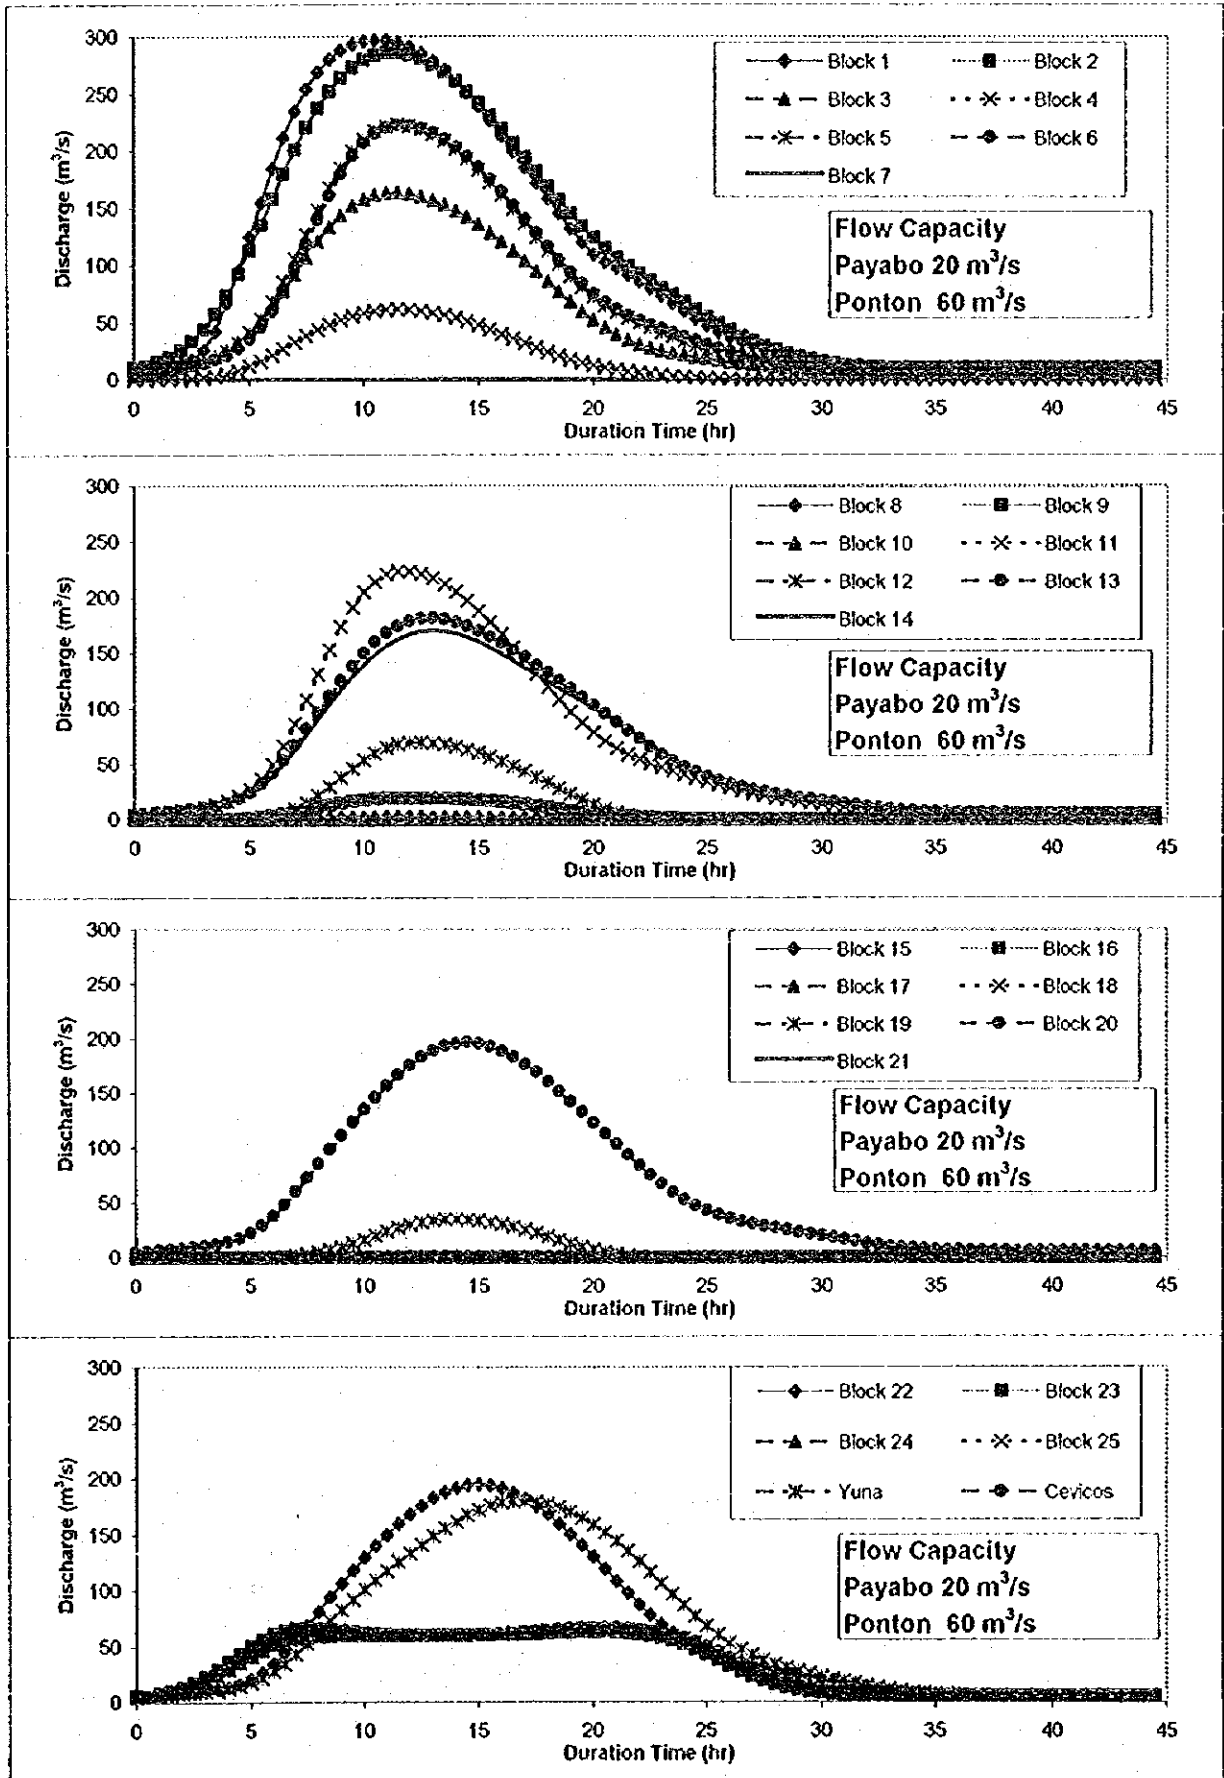 300
250
200
150
100
50
0
Discharge (m³/s)
Block 1 Block 2
Block 3 Block 4
Block 5 Block 6
Block 7
Flow Capacity
Payabo 20 m³/s
Ponton 60 m³/s
0 5 10 15 20 25 30 35 40 45
Duration Time (hr)
300
250
200
150
100
50
0
Discharge (m³/s)
Block 8 Block 9
Block 10 Block 11
Block 12 Block 13
Block 14
Flow Capacity
Payabo 20 m³/s
Ponton 60 m³/s
0 5 10 15 20 25 30 35 40 45
Duration Time (hr)
300
250
200
150
100
50
0
Discharge (m³/s)
Block 15 Block 16
Block 17 Block 18
Block 19 Block 20
Block 21
Flow Capacity
Payabo 20 m³/s
Ponton 60 m³/s
0 5 10 15 20 25 30 35 40 45
Duration Time (hr)
300
250
200
150
100
50
0
Discharge (m³/s)
Block 22 Block 23
Block 24 Block 25
Yuna Cevicos
Flow Capacity
Payabo 20 m³/s
Ponton 60 m³/s
0 5 10 15 20 25 30 35 40 45
Duration Time (hr)